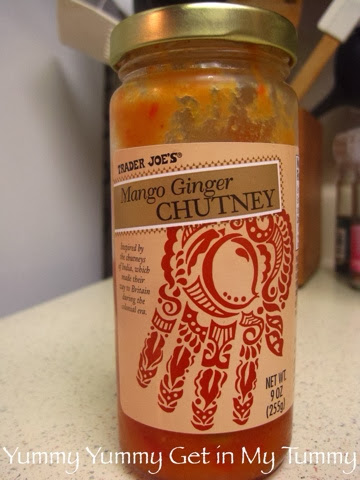 TRADER JOE'S®
Mango Ginger
CHUTNEY
Inspired by
the chutneys
of India, which
made their
way to Britain
during the
colonial era.
NET WT.
9 OZ
(255g)
Yummy Yummy Get in My Tummy